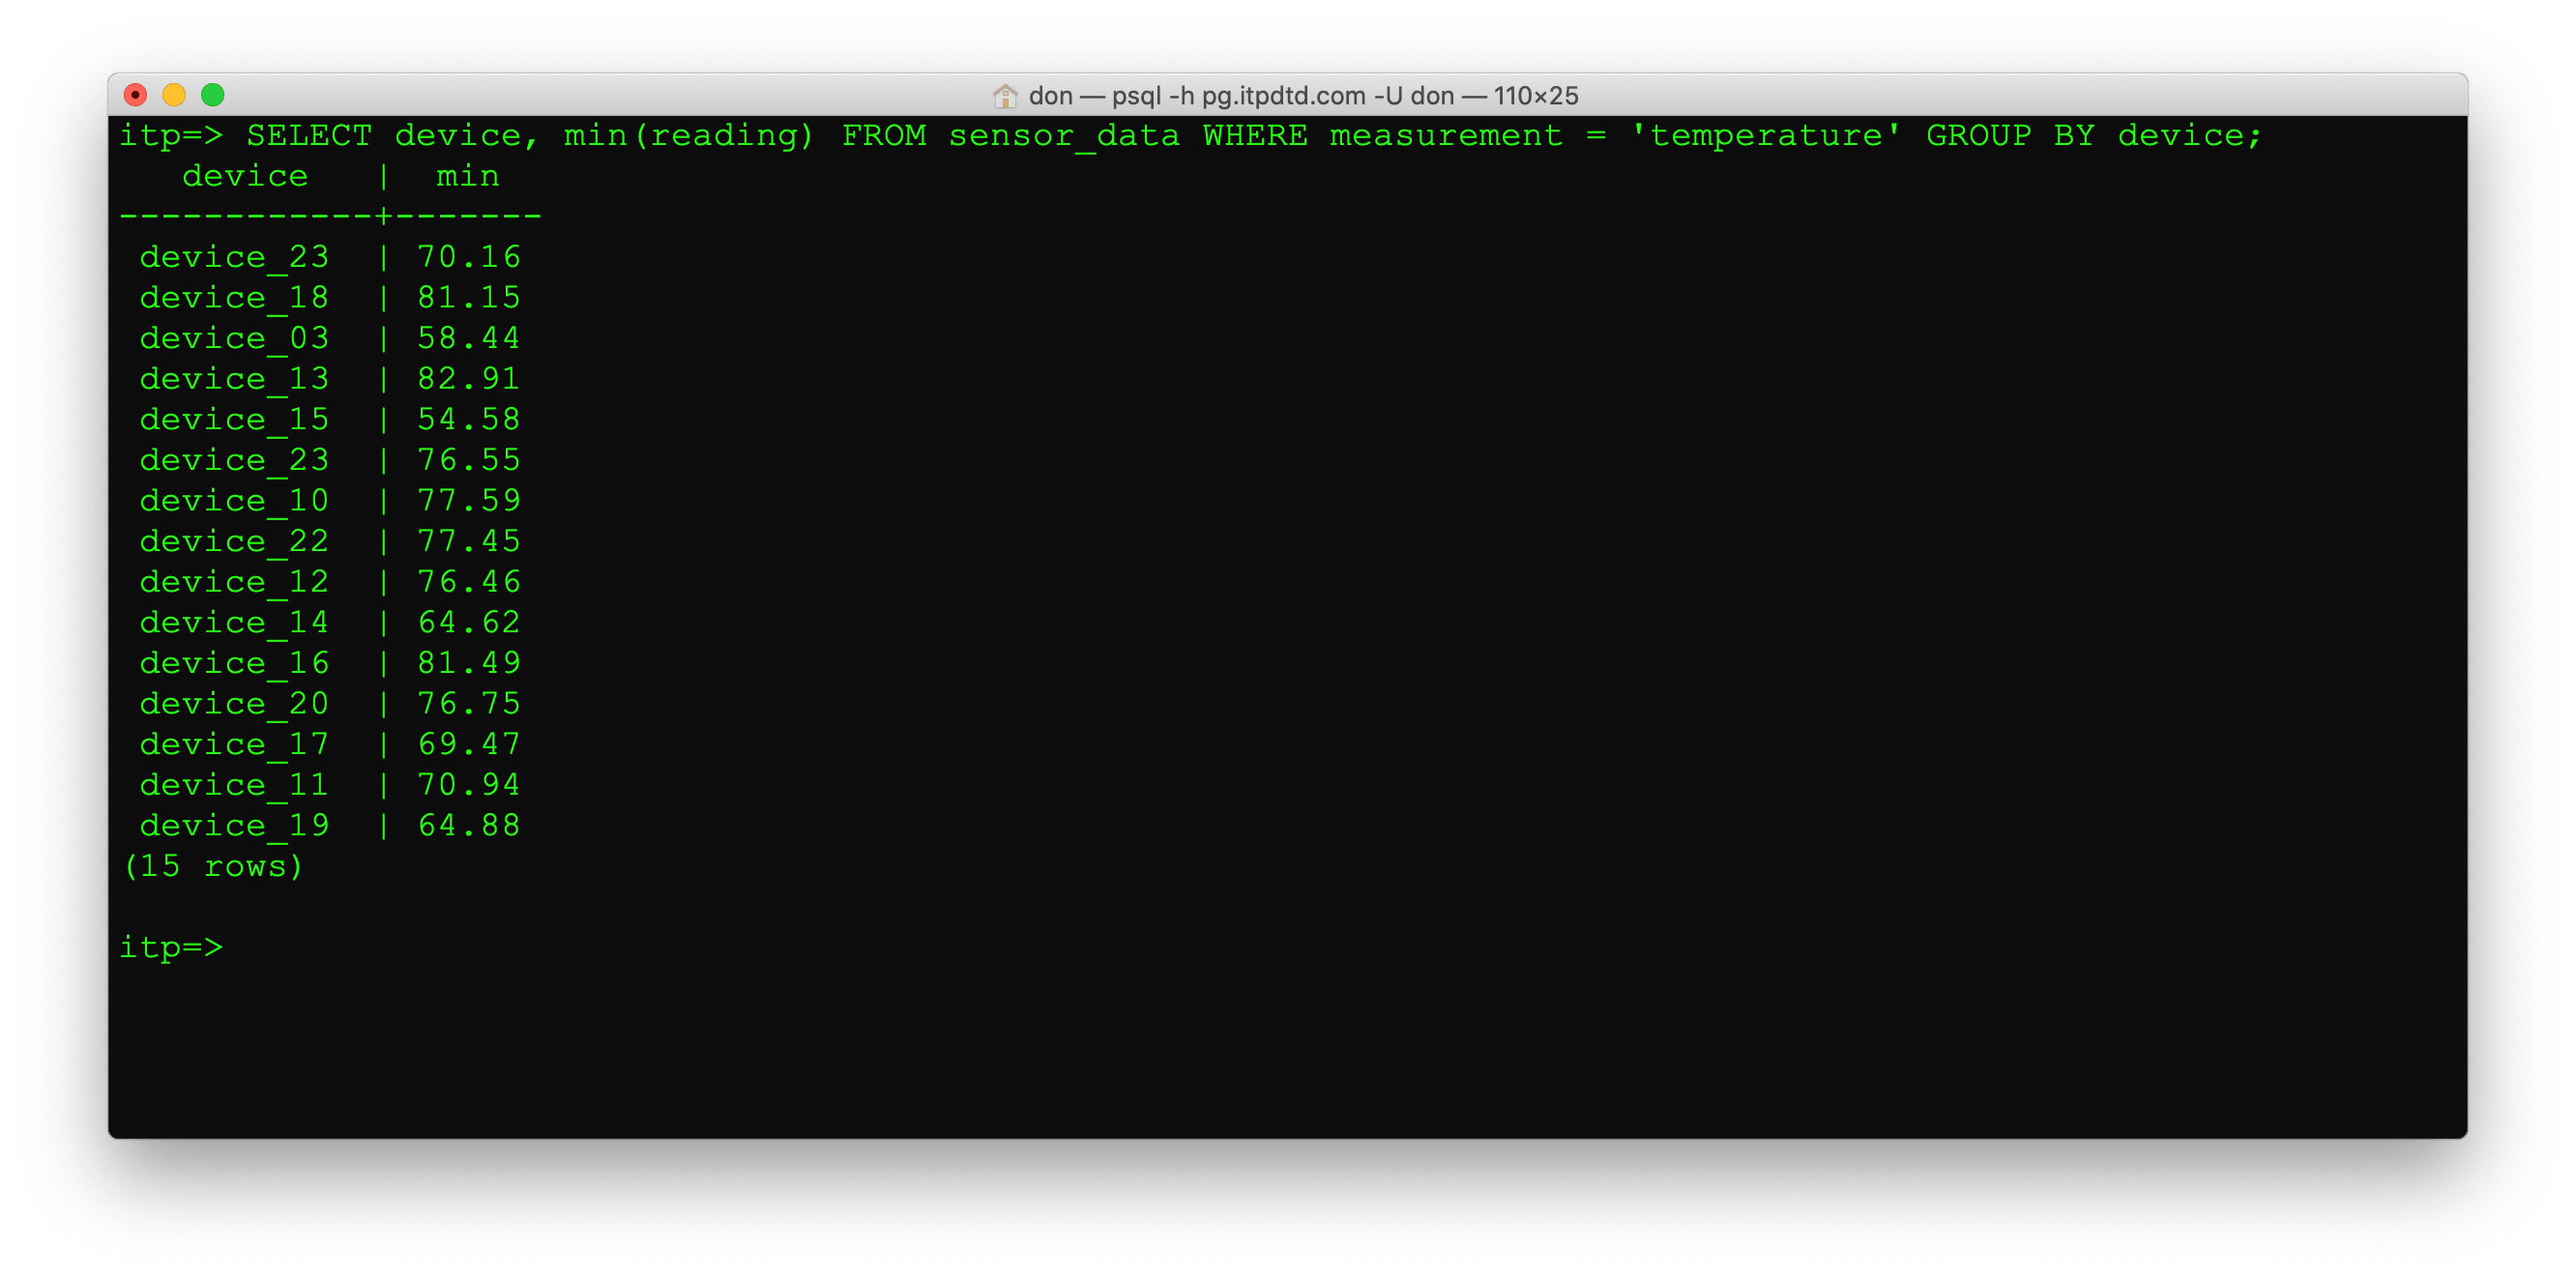 don — psql -h pg.itpdtd.com -U don — 110×25
itp=> SELECT device, min(reading) FROM sensor_data WHERE measurement = 'temperature' GROUP BY device;
   device   |  min
------------+-------
 device_23  | 70.16
 device_18  | 81.15
 device_03  | 58.44
 device_13  | 82.91
 device_15  | 54.58
 device_23  | 76.55
 device_10  | 77.59
 device_22  | 77.45
 device_12  | 76.46
 device_14  | 64.62
 device_16  | 81.49
 device_20  | 76.75
 device_17  | 69.47
 device_11  | 70.94
 device_19  | 64.88
(15 rows)
itp=>